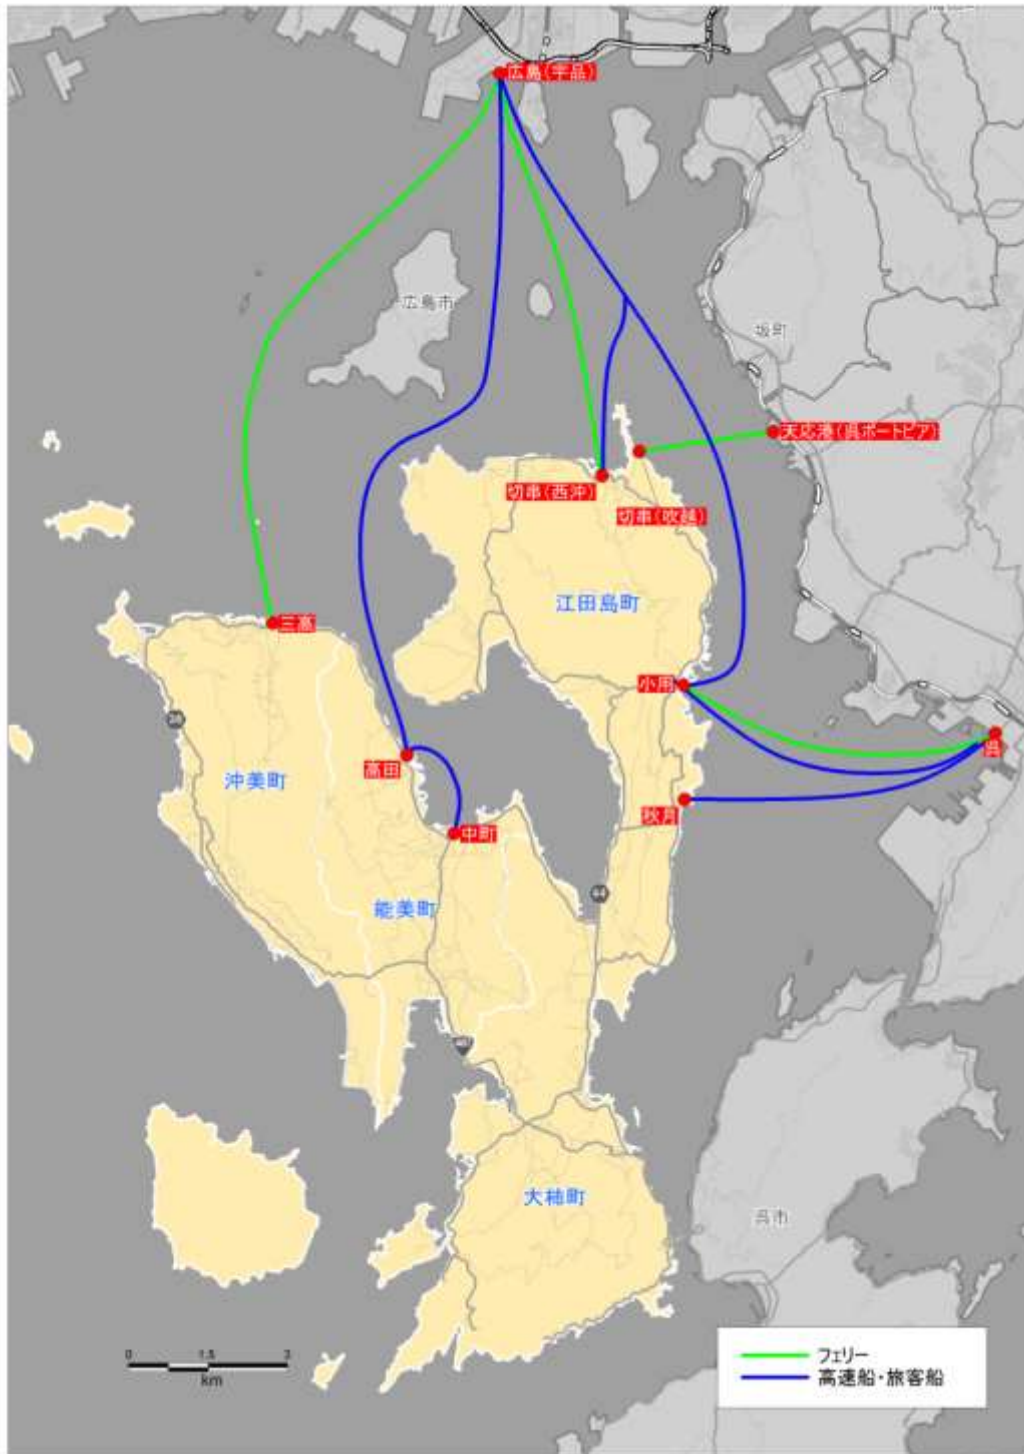 広島(宇品)
広島市
坂町
天応港(呉ポートピア)
切串(西沖)
切串(吹越)
江田島町
三高
小用
呉
高田
沖美町
秋月
中町
能美町
44
大柿町
呉市
0 1.5 3
km
フェリー
高速船・旅客船